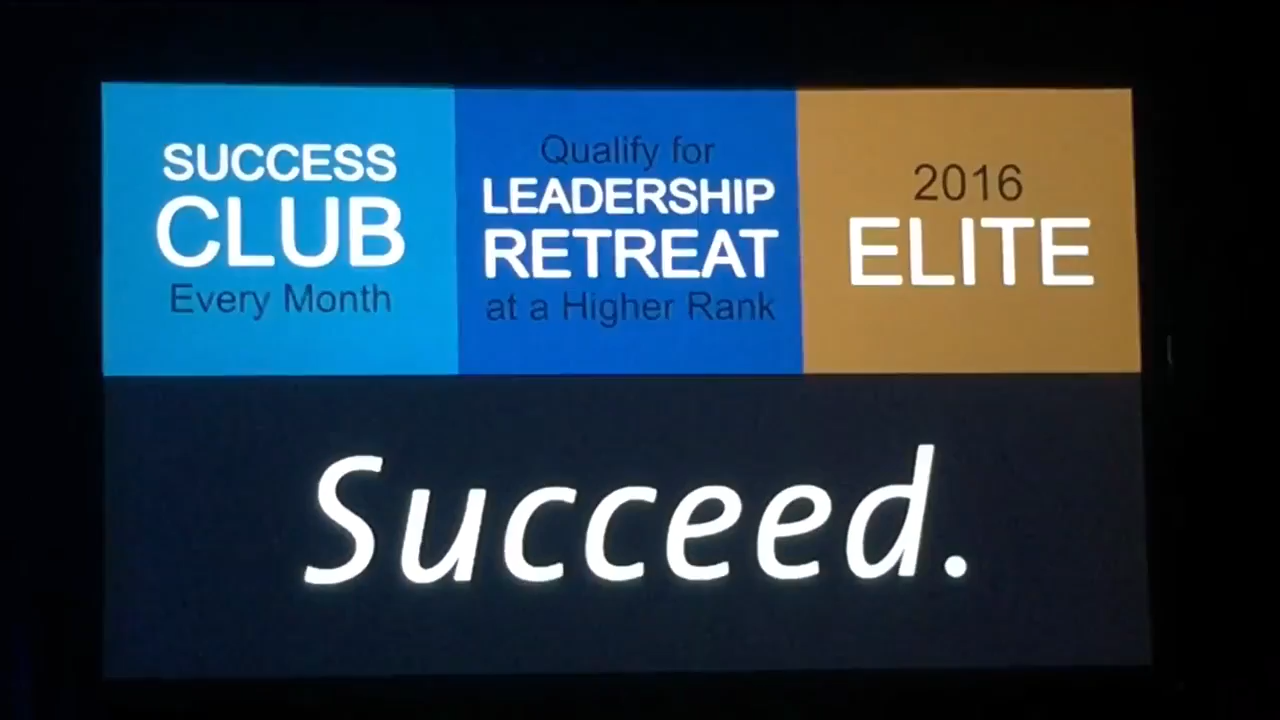 SUCCESS
CLUB
Every Month
Qualify for
LEADERSHIP
RETREAT
at a Higher Rank
2016
ELITE
Succeed.